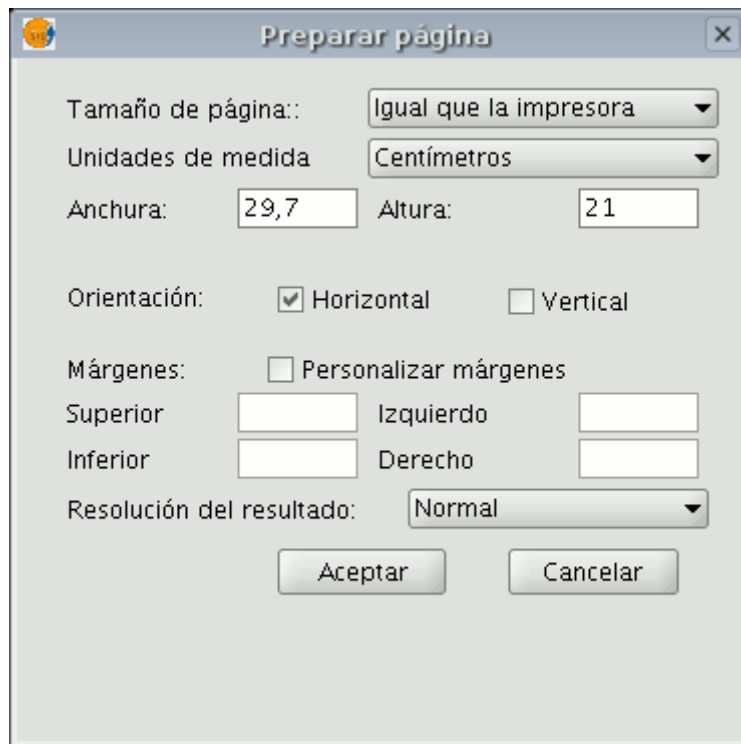 Preparar página
Tamaño de página:: Igual que la impresora
Unidades de medida Centímetros
Anchura: 29,7 Altura: 21
Orientación: Horizontal Vertical
Márgenes: Personalizar márgenes
Superior Izquierdo
Inferior Derecho
Resolución del resultado: Normal
Aceptar Cancelar